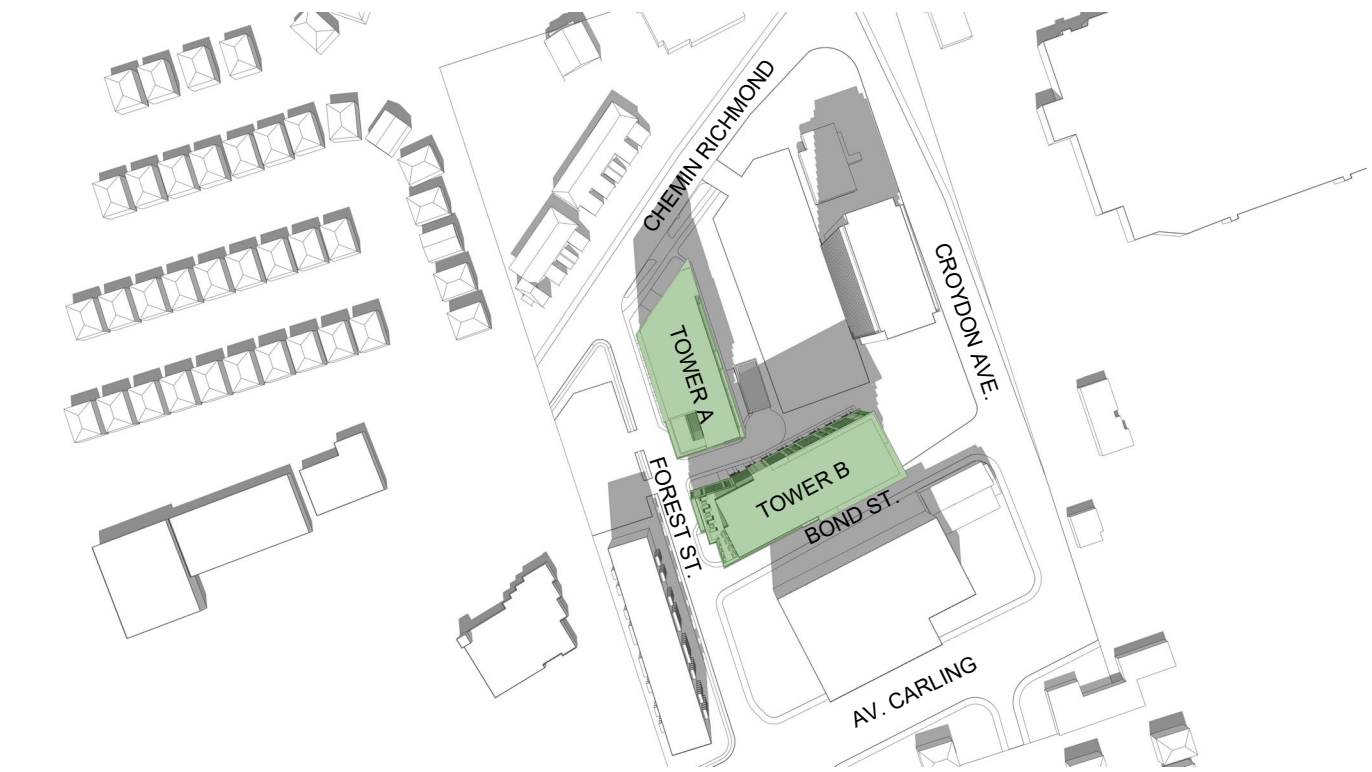 CHEMIN RICHMOND
CROYDON AVE.
TOWER A
TOWER B
FOREST ST.
BOND ST.
AV. CARLING